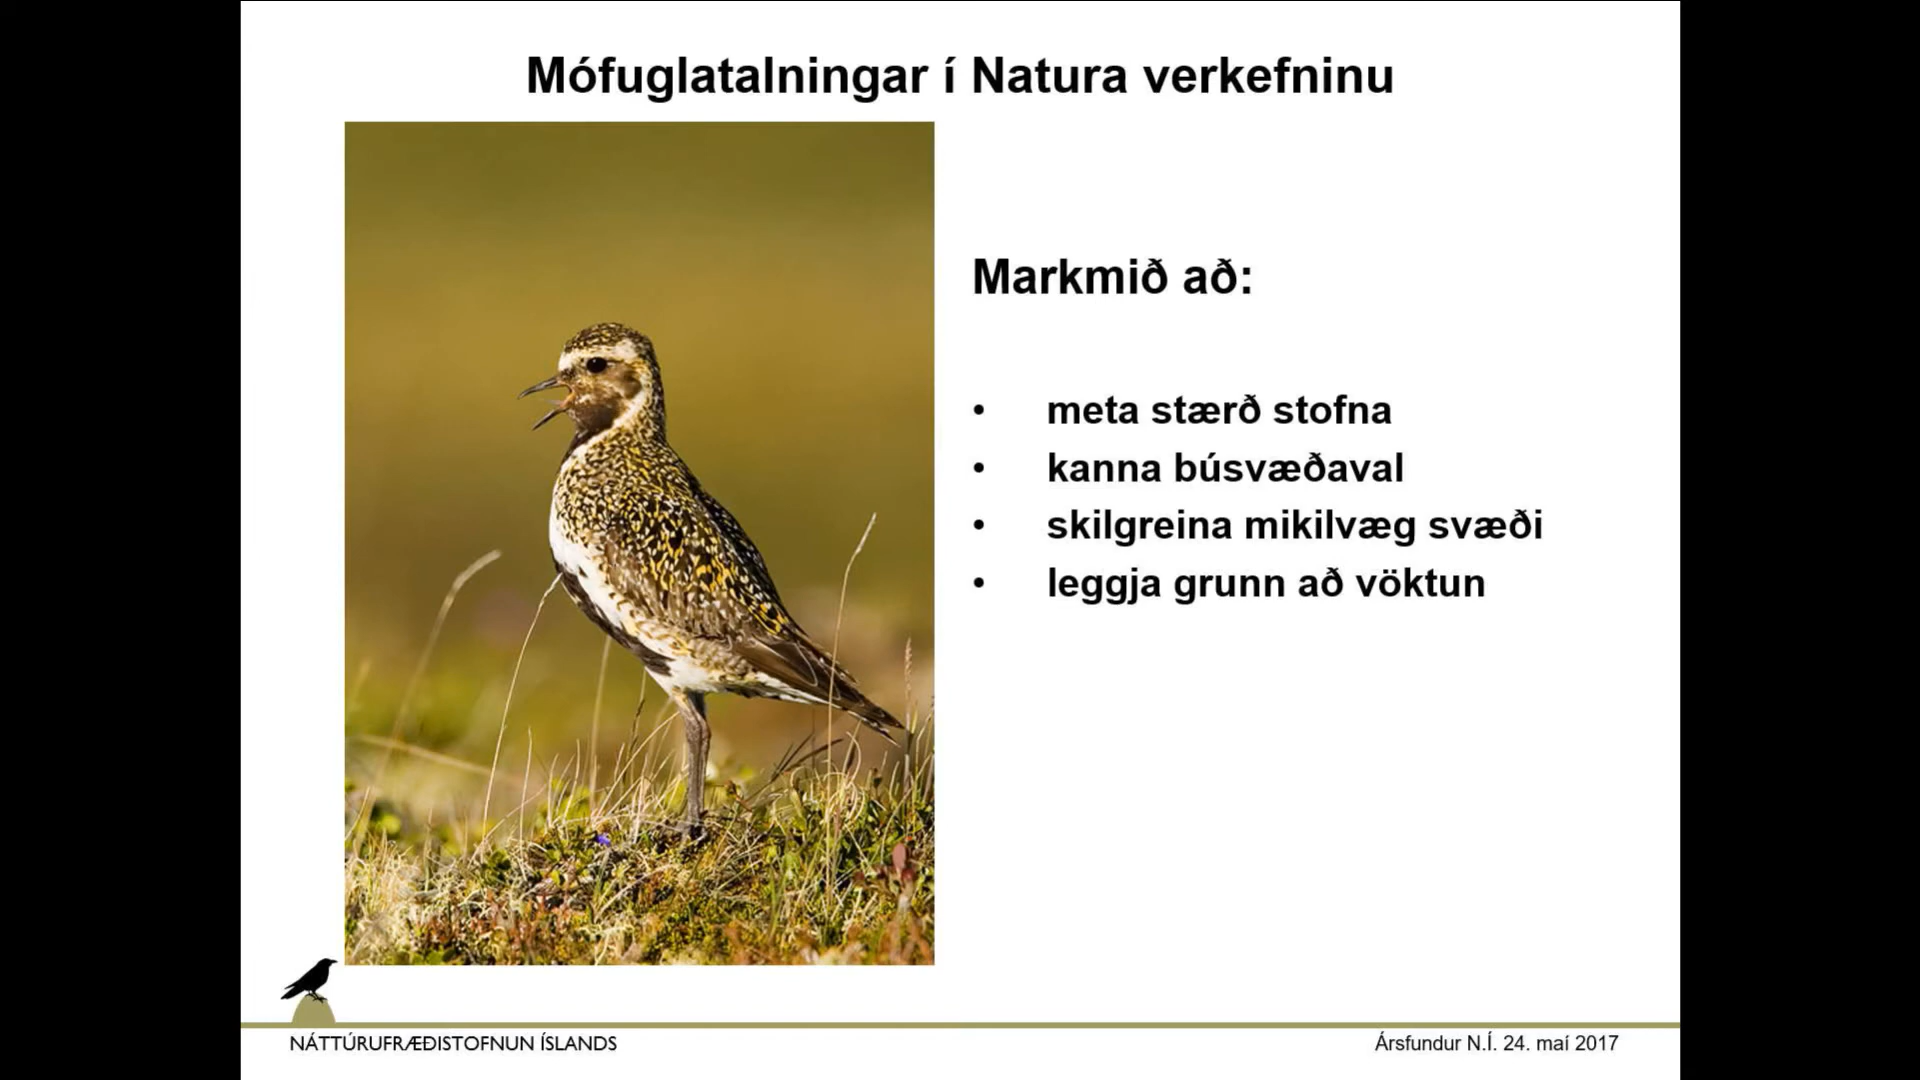 Mófuglatalningar í Natura verkefninu
Markmið að:
• meta stærð stofna
• kanna búsvæðaval
• skilgreina mikilvæg svæði
• leggja grunn að vöktun
NÁTTÚRUFRÆÐISTOFNUN ÍSLANDS
Ársfundur N.Í. 24. maí 2017